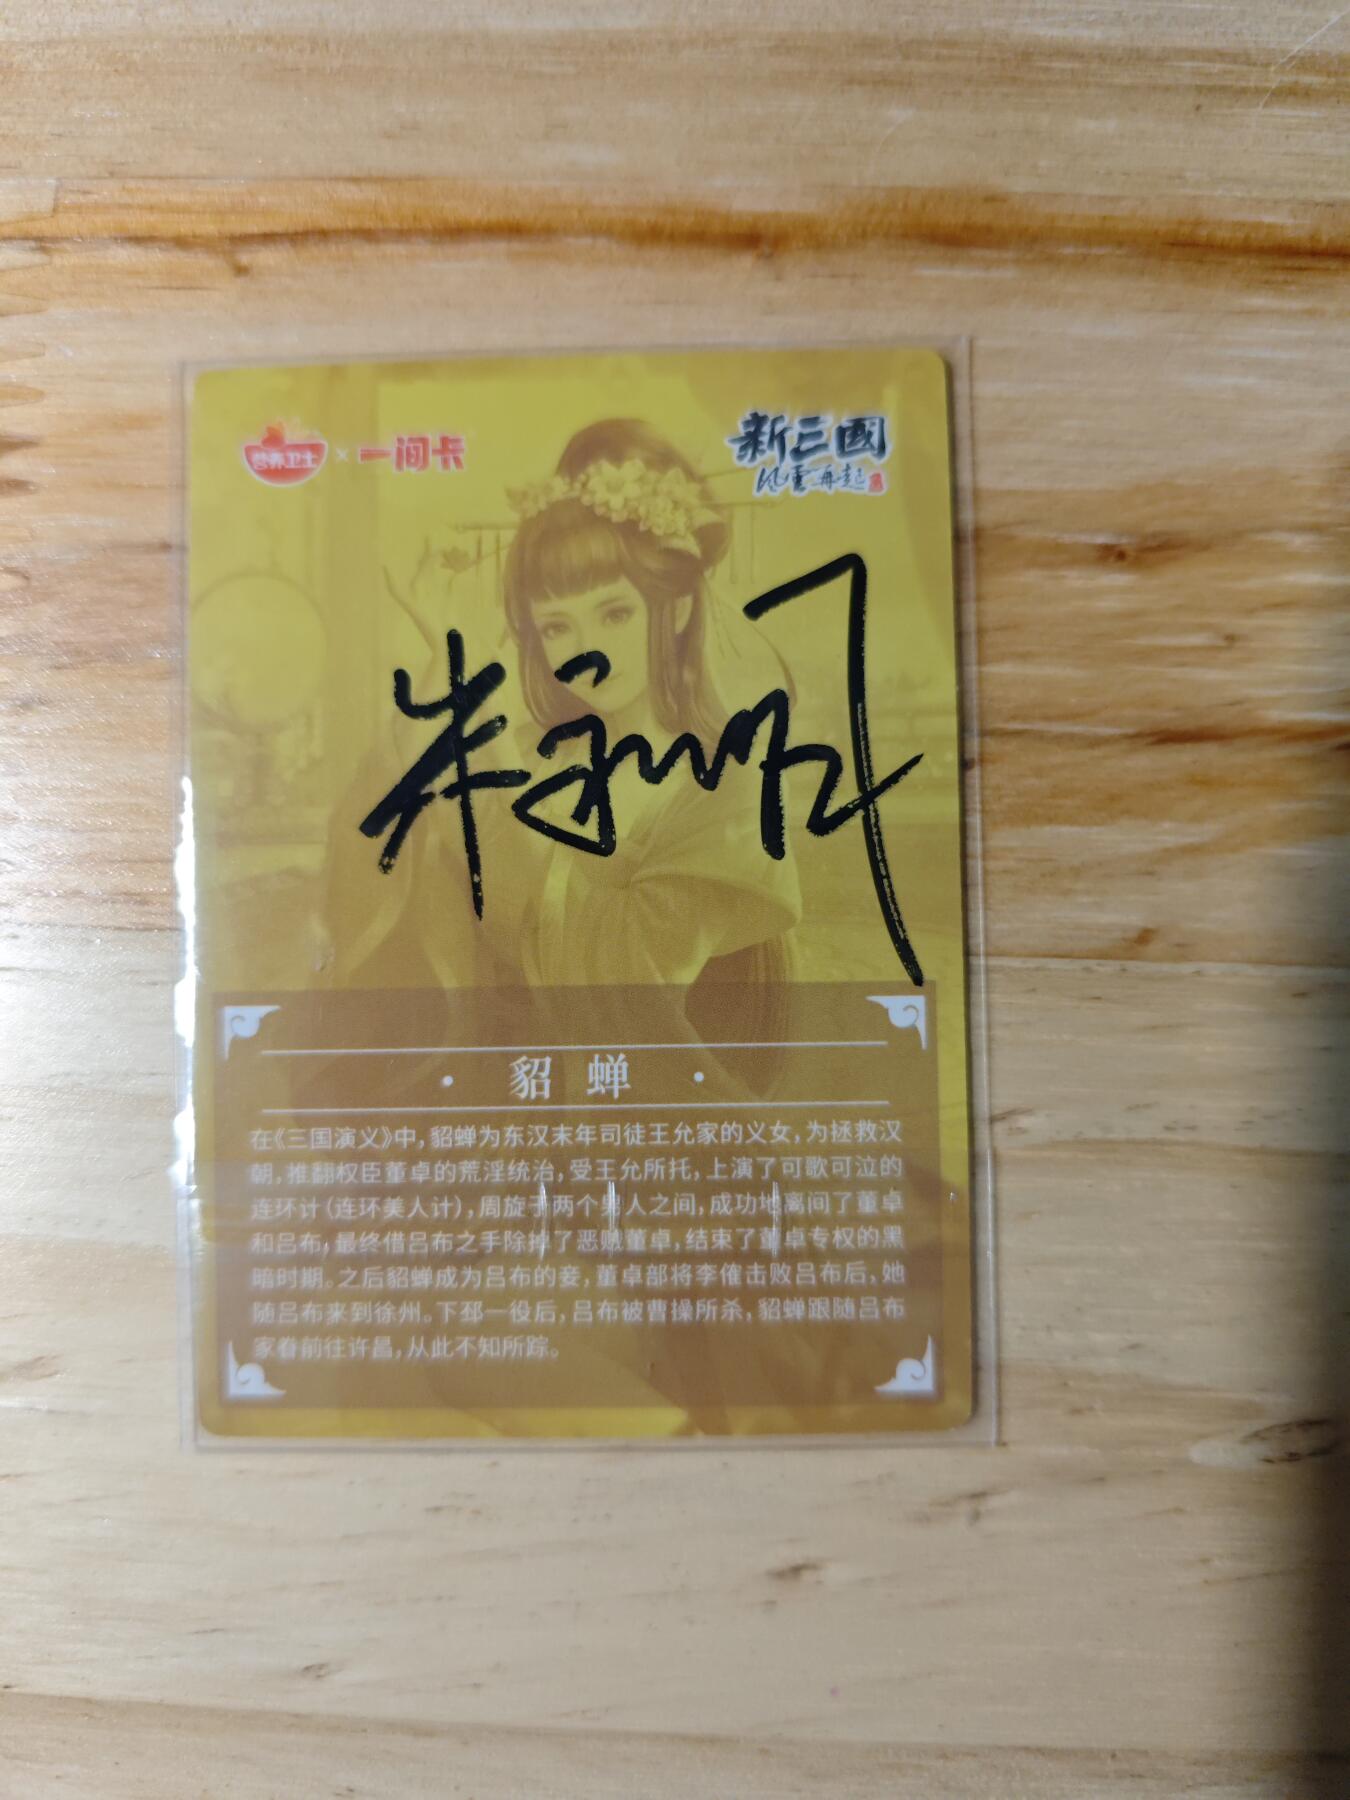 营养卫士 × 一间卡
新三國
风雲再起
· 貂 蝉 ·
在《三国演义》中，貂蝉为东汉末年司徒王允家的义女，为拯救汉
朝，推翻权臣董卓的荒淫统治，受王允所托，上演了可歌可泣的
连环计（连环美人计），周旋于两个男人之间，成功地离间了董卓
和吕布，最终借吕布之手除掉了恶贼董卓，结束了董卓专权的黑
暗时期。之后貂蝉成为吕布的妾，董卓部将李傕击败吕布后，她
随吕布来到徐州。下邳一役后，吕布被曹操所杀，貂蝉跟随吕布
家眷前往许昌，从此不知所踪。